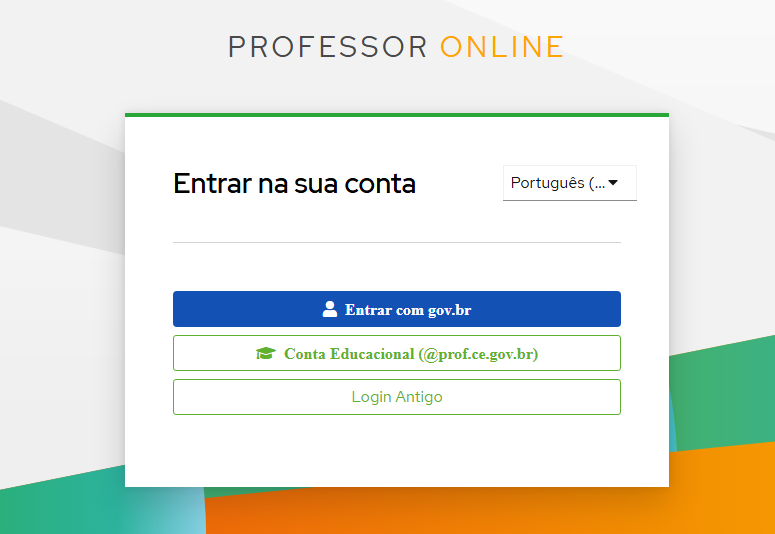 PROFESSOR ONLINE
Entrar na sua conta
Português (...
Entrar com gov.br
Conta Educacional (@prof.ce.gov.br)
Login Antigo